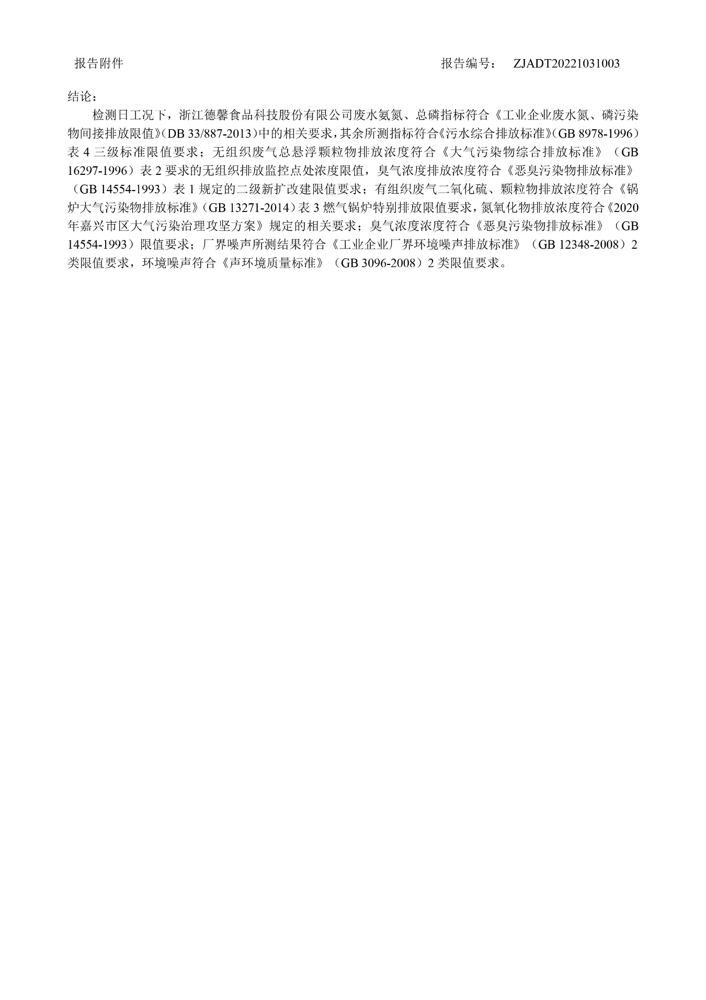 报告附件 报告编号： ZJADT20221031003
结论：
检测日工况下，浙江德馨食品科技股份有限公司废水氨氮、总磷指标符合《工业企业废水氮、磷污染
物间接排放限值》（DB 33/887-2013）中的相关要求，其余所测指标符合《污水综合排放标准》（GB 8978-1996）
表 4 三级标准限值要求；无组织废气总悬浮颗粒物排放浓度符合《大气污染物综合排放标准》（GB
16297-1996）表 2 要求的无组织排放监控点处浓度限值，臭气浓度排放浓度符合《恶臭污染物排放标准》
（GB 14554-1993）表 1 规定的二级新扩改建限值要求；有组织废气二氧化硫、颗粒物排放浓度符合《锅
炉大气污染物排放标准》（GB 13271-2014）表 3 燃气锅炉特别排放限值要求，氮氧化物排放浓度符合《2020
年嘉兴市区大气污染治理攻坚方案》规定的相关要求；臭气浓度浓度符合《恶臭污染物排放标准》（GB
14554-1993）限值要求；厂界噪声所测结果符合《工业企业厂界环境噪声排放标准》（GB 12348-2008）2
类限值要求，环境噪声符合《声环境质量标准》（GB 3096-2008）2 类限值要求。